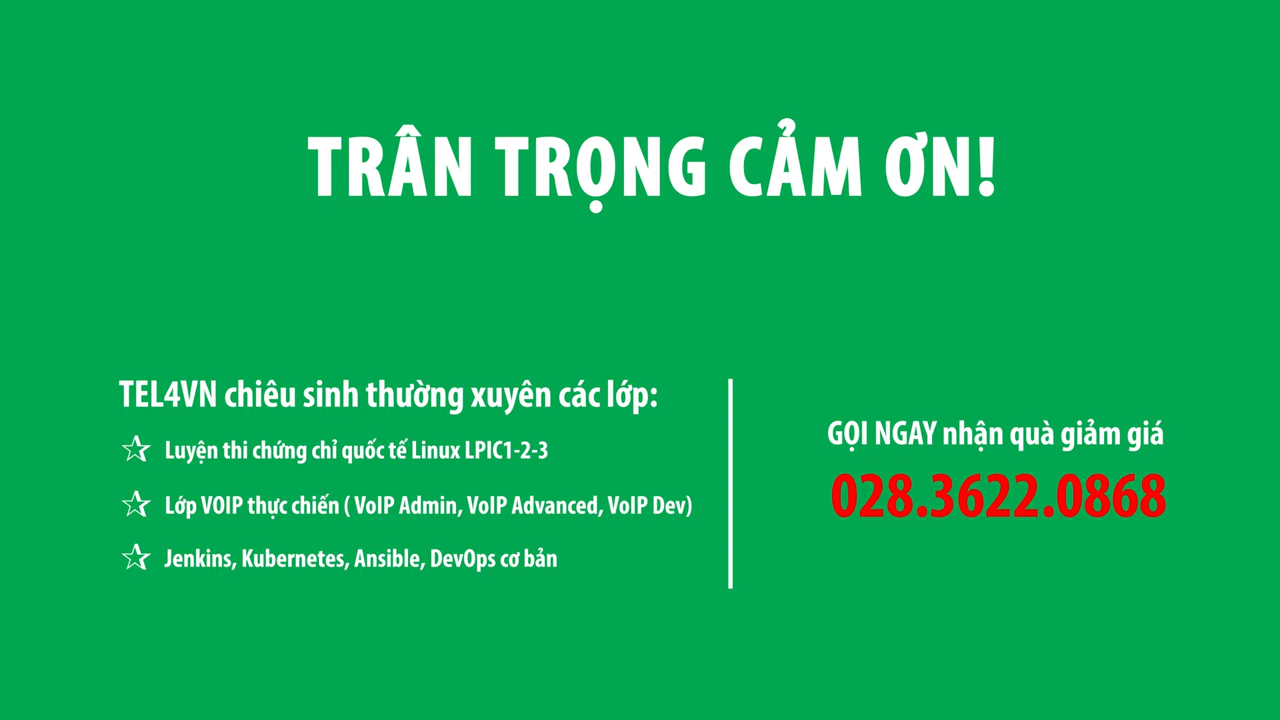 TRÂN TRỌNG CẢM ƠN!
TEL4VN chiêu sinh thường xuyên các lớp:
Luyện thi chứng chỉ quốc tế Linux LPIC1-2-3
Lớp VOIP thực chiến ( VoIP Admin, VoIP Advanced, VoIP Dev)
Jenkins, Kubernetes, Ansible, DevOps cơ bản
GỌI NGAY nhận quà giảm giá
028.3622.0868